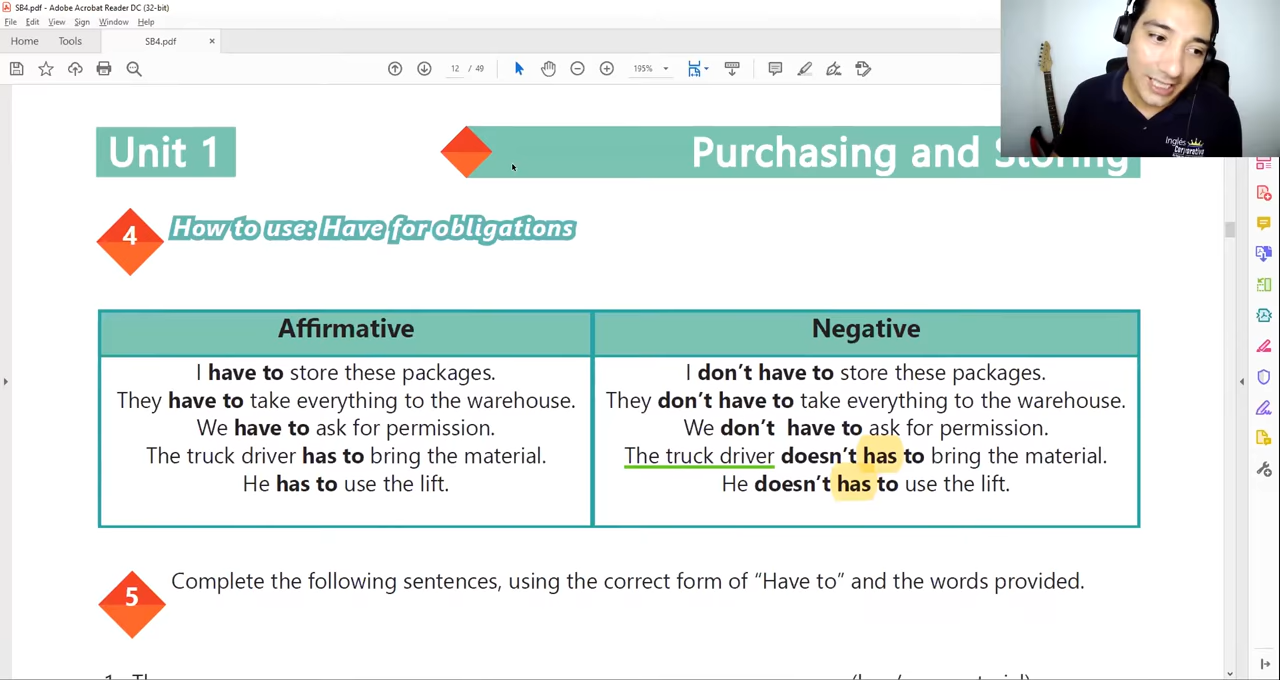 SB4.pdf - Adobe Acrobat Reader DC (32-bit)
File Edit View Sign Window Help
Home Tools SB4.pdf ×
12 / 49 195%
Inglés
Corporativo
Unit 1 Purchasing and Storing
4 How to use: Have for obligations
Affirmative Negative
I have to store these packages. I don’t have to store these packages.
They have to take everything to the warehouse. They don’t have to take everything to the warehouse.
We have to ask for permission. We don’t have to ask for permission.
The truck driver has to bring the material. The truck driver doesn’t has to bring the material.
He has to use the lift. He doesn’t has to use the lift.
5 Complete the following sentences, using the correct form of “Have to” and the words provided.